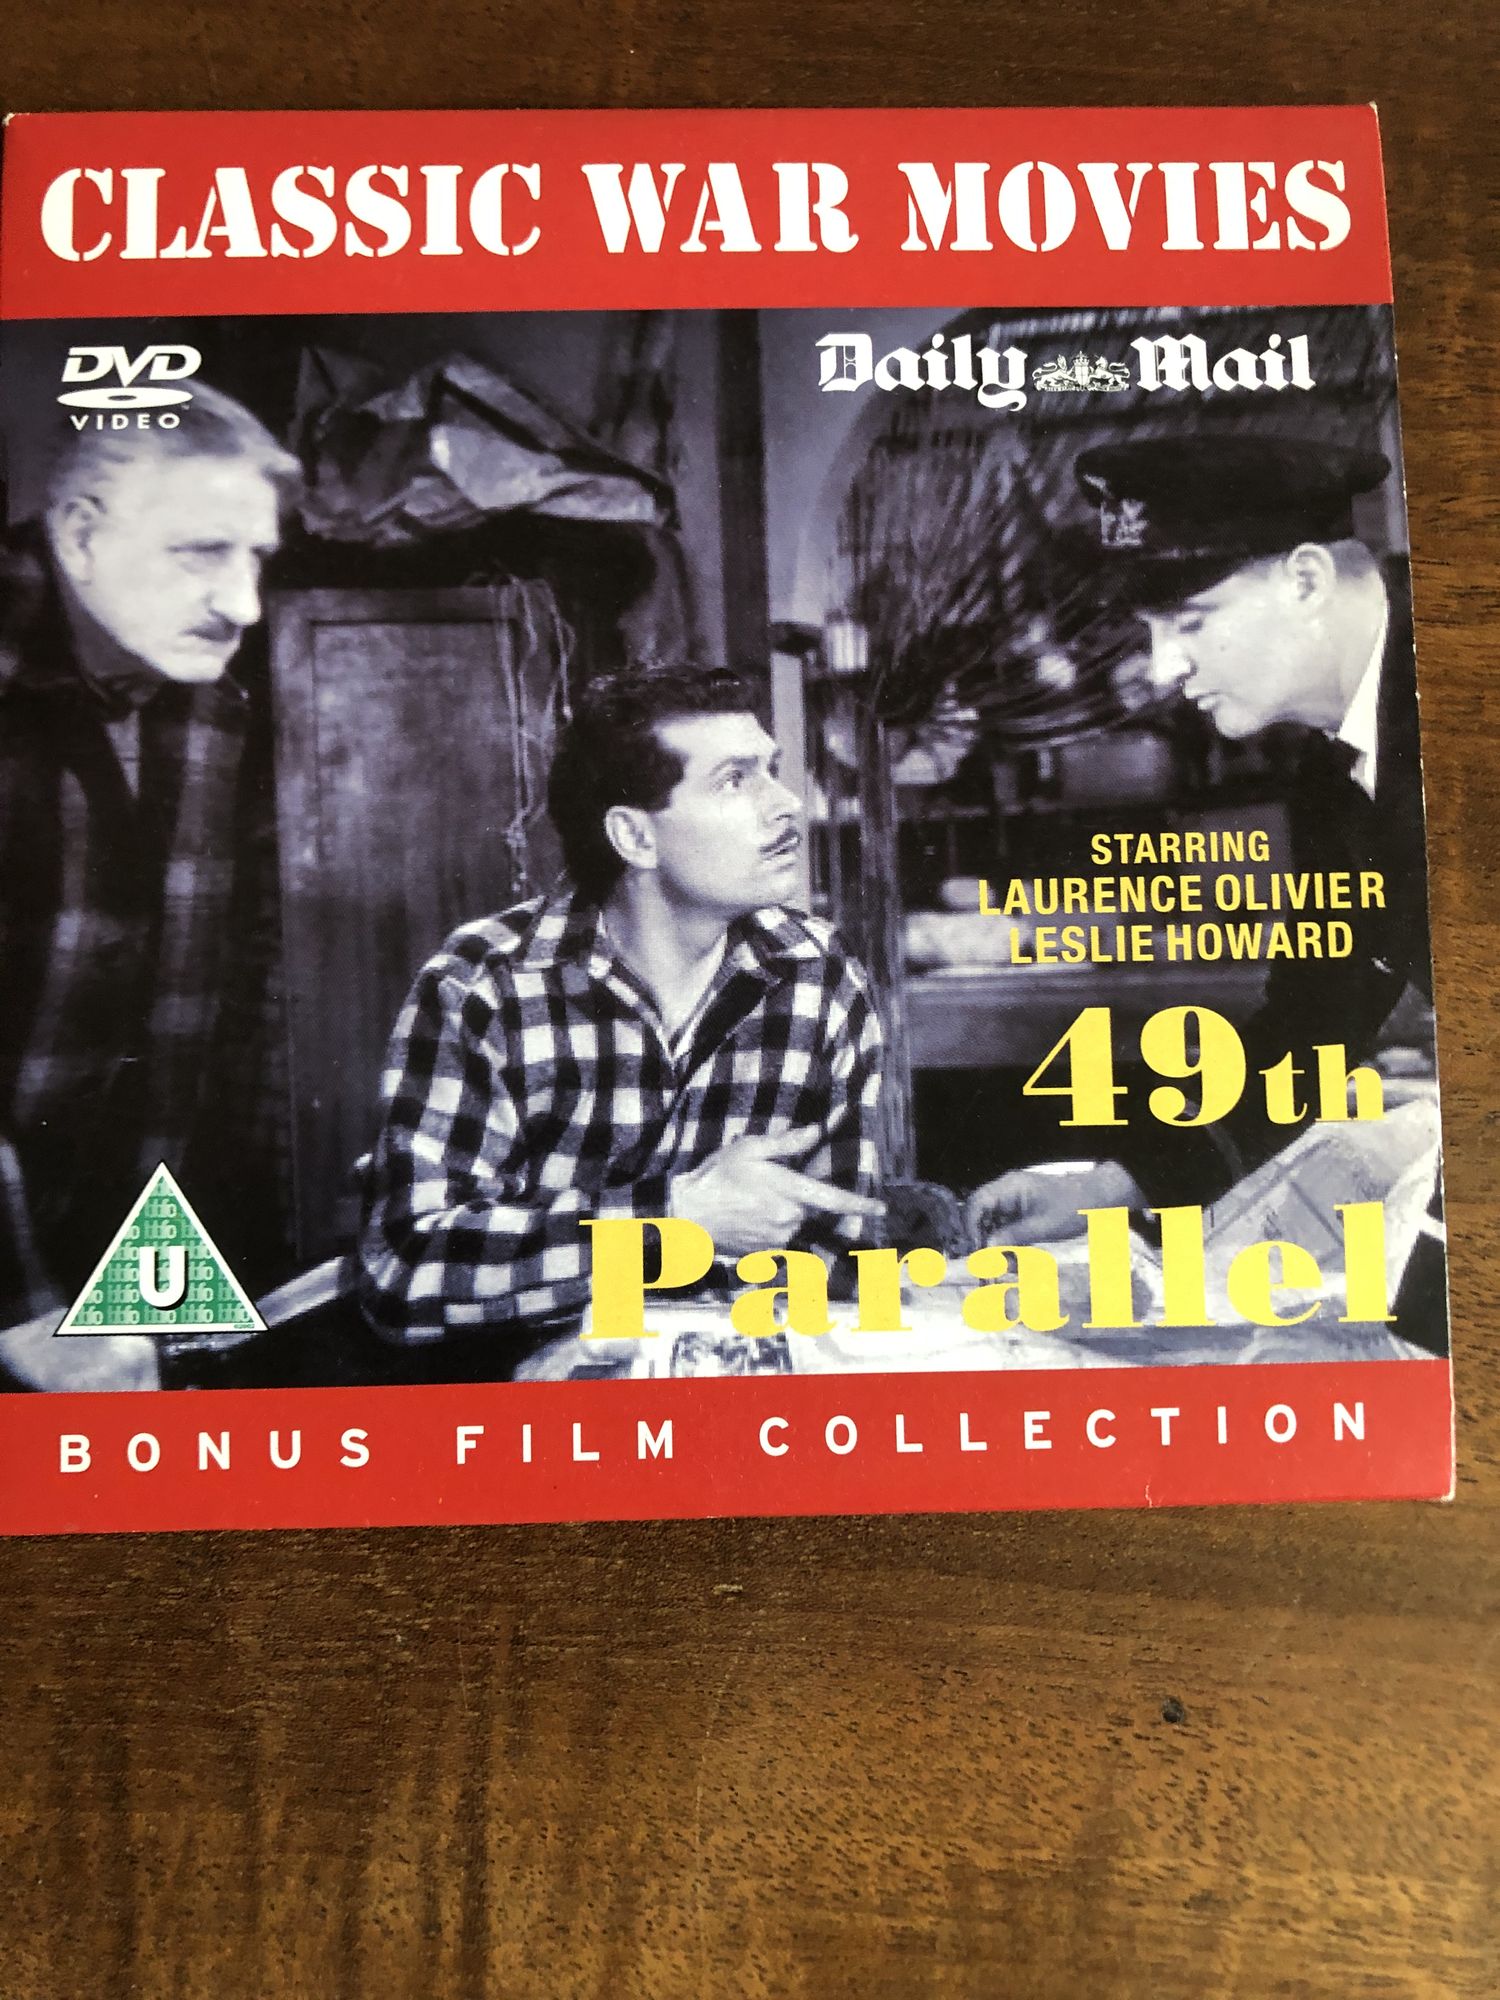 CLASSIC WAR MOVIES
DVD
VIDEO
Daily Mail
STARRING
LAURENCE OLIVIER
LESLIE HOWARD
49th
Parallel
U
BONUS FILM COLLECTION